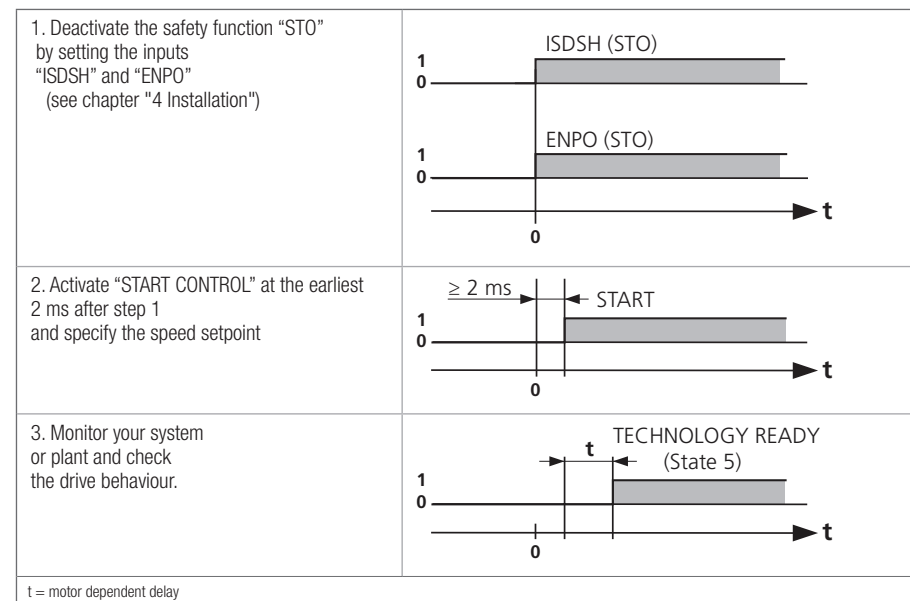 1. Deactivate the safety function “STO”
by setting the inputs
“ISDSH” and “ENPO”
(see chapter "4 Installation")
ISDSH (STO)
1
0
ENPO (STO)
1
0
t
0
2. Activate “START CONTROL” at the earliest
2 ms after step 1
and specify the speed setpoint
≥ 2 ms
START
1
0
t
0
3. Monitor your system
or plant and check
the drive behaviour.
TECHNOLOGY READY
t
(State 5)
1
0
t
0
t = motor dependent delay